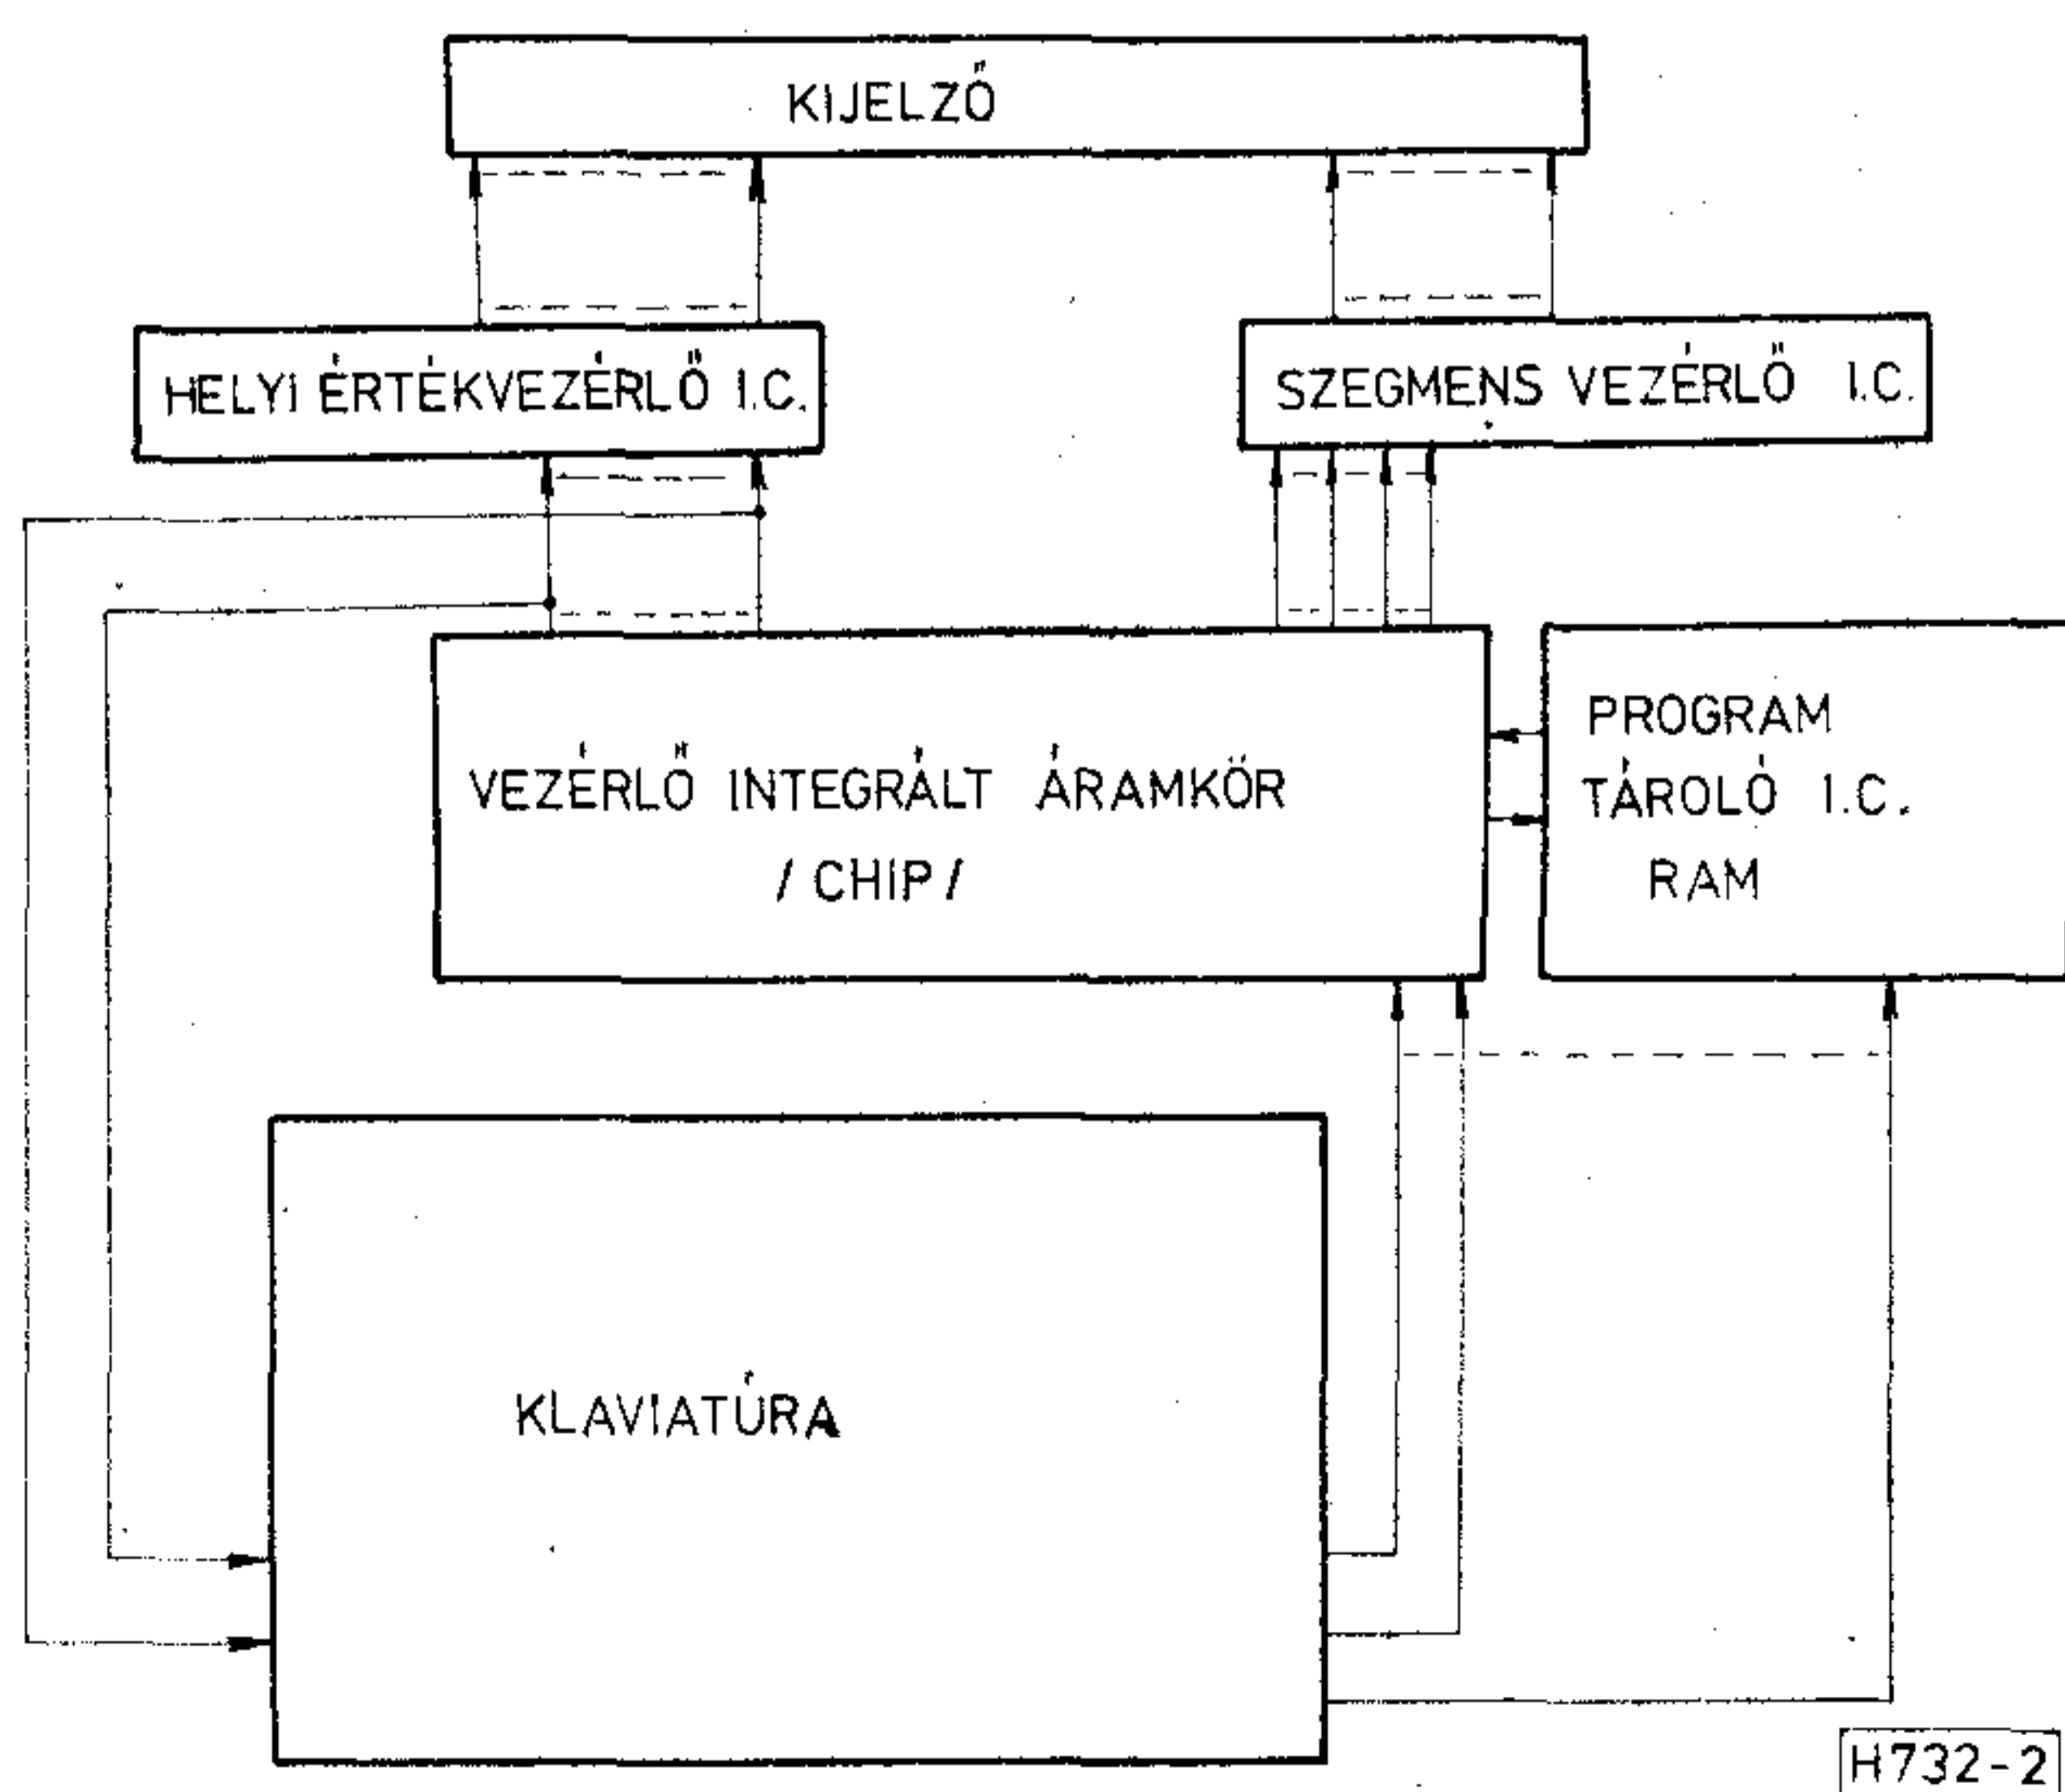 KIJELZŐ
HELYI ÉRTÉKVEZÉRLŐ I.C.
SZEGMENS VEZÉRLŐ I.C.
VEZÉRLŐ INTEGRÁLT ÁRAMKÖR
/ CHIP /
PROGRAM
TÁROLÓ I.C.
RAM
KLAVIATÚRA
H732-2